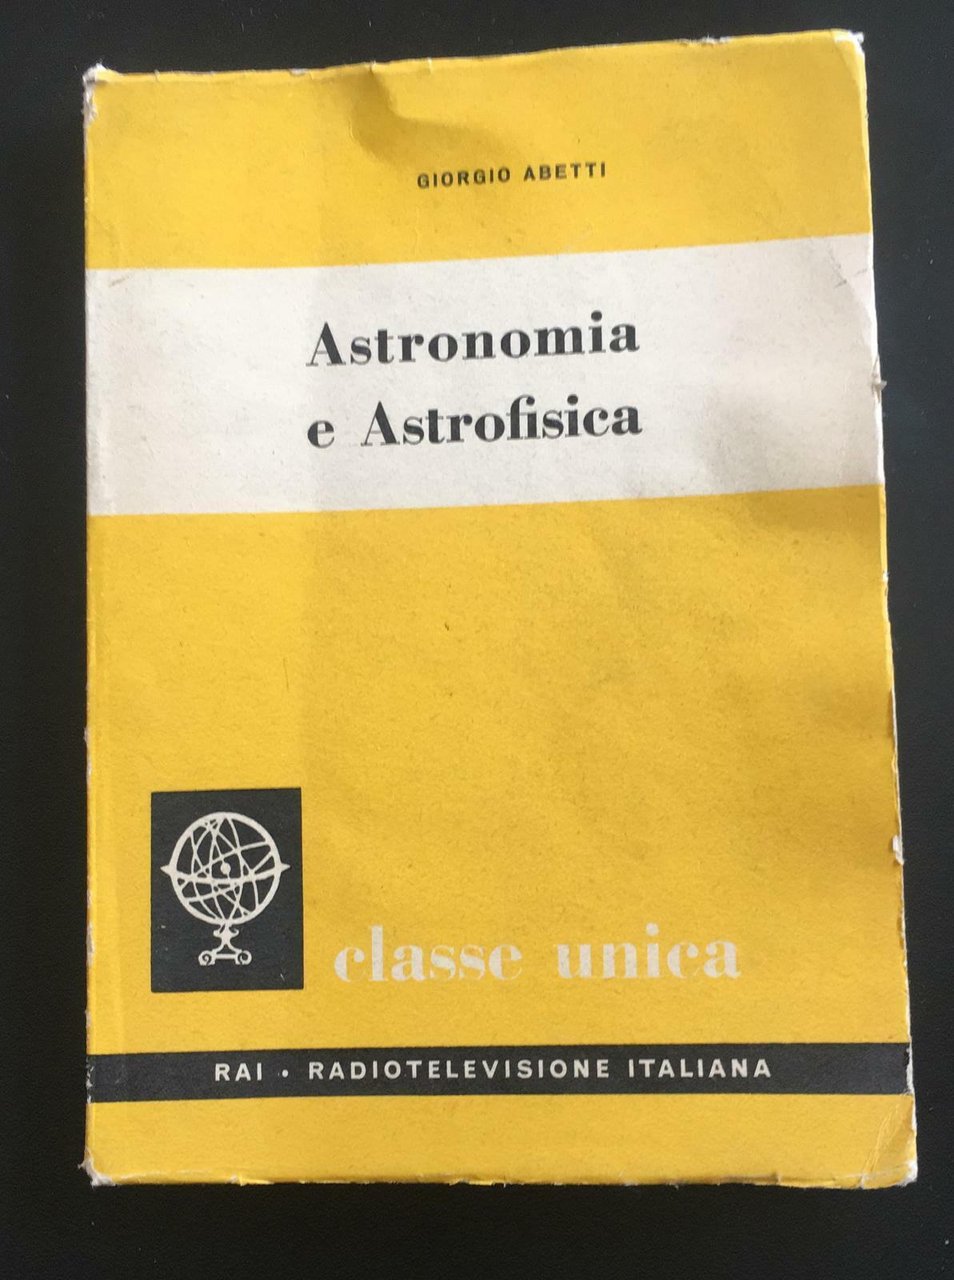 GIORGIO ABETTI
Astronomia
e Astrofisica
classe unica
RAI • RADIOTELEVISIONE ITALIANA